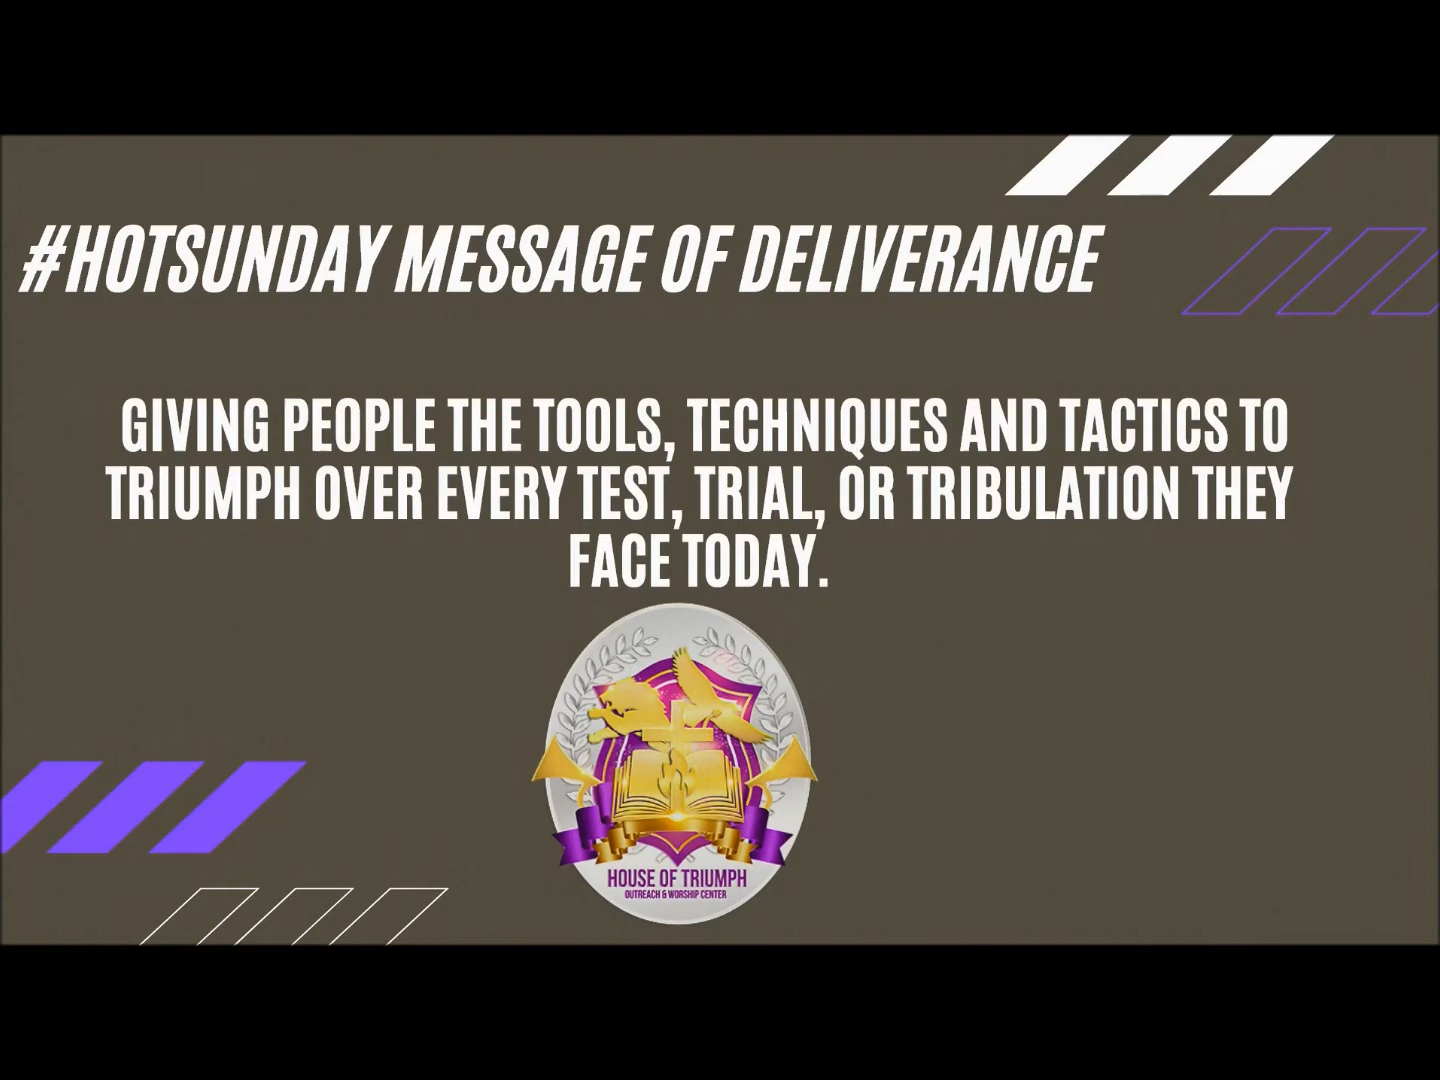 #HOTSUNDAY MESSAGE OF DELIVERANCE
GIVING PEOPLE THE TOOLS, TECHNIQUES AND TACTICS TO
TRIUMPH OVER EVERY TEST, TRIAL, OR TRIBULATION THEY
FACE TODAY.
HOUSE OF TRIUMPH
OUTREACH & WORSHIP CENTER